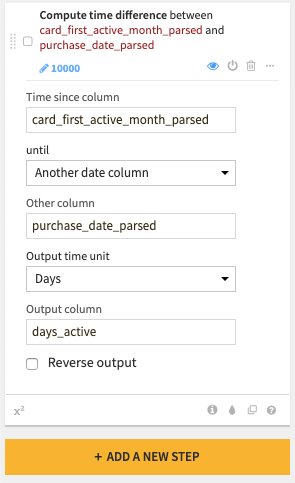 Compute time difference between
card_first_active_month_parsed and
purchase_date_parsed
10000
Time since column
card_first_active_month_parsed
until
Another date column
Other column
purchase_date_parsed
Output time unit
Days
Output column
days_active
Reverse output
x²
+ ADD A NEW STEP